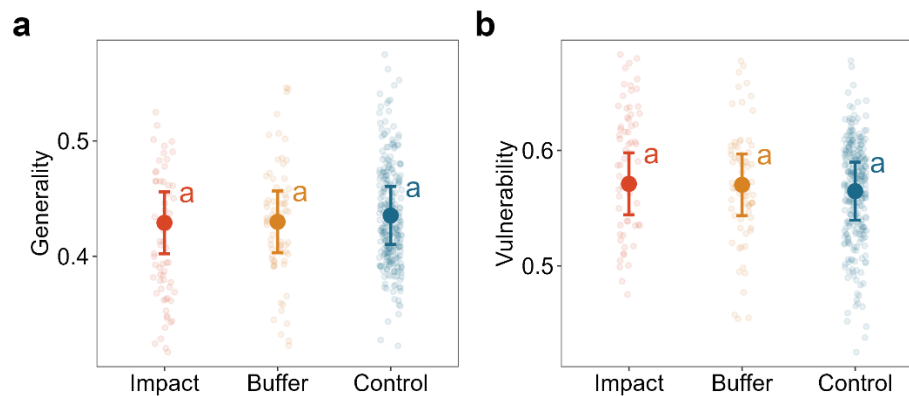 a
Generality
0.5
0.4
a
a
a
Impact
Buffer
Control
b
Vulnerability
0.6
0.5
a
a
a
Impact
Buffer
Control